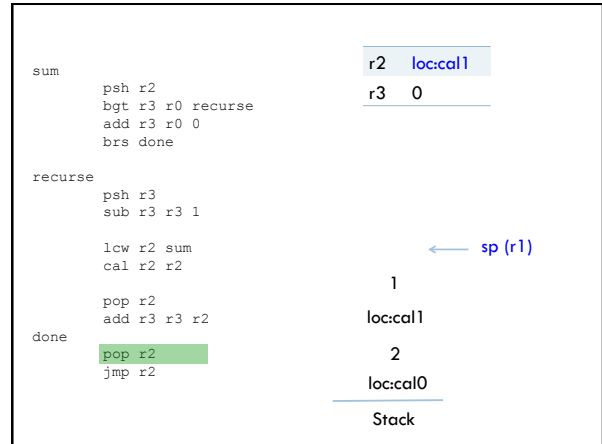 sum
psh r2
bgt r3 r0 recurse
add r3 r0 0
brs done
recurse
psh r3
sub r3 r3 1
lcw r2 sum
cal r2 r2
pop r2
add r3 r3 r2
done
pop r2
jmp r2
r2 loc:cal1
r3 0
sp (r1)
1
loc:cal1
2
loc:cal0
Stack